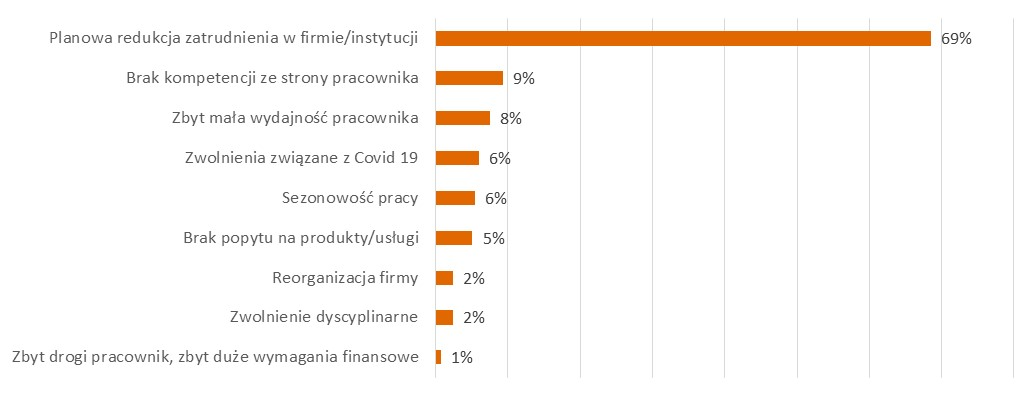 Planowa redukcja zatrudnienia w firmie/instytucji 69%
Brak kompetencji ze strony pracownika 9%
Zbyt mała wydajność pracownika 8%
Zwolnienia związane z Covid 19 6%
Sezonowość pracy 6%
Brak popytu na produkty/usługi 5%
Reorganizacja firmy 2%
Zwolnienie dyscyplinarne 2%
Zbyt drogi pracownik, zbyt duże wymagania finansowe 1%